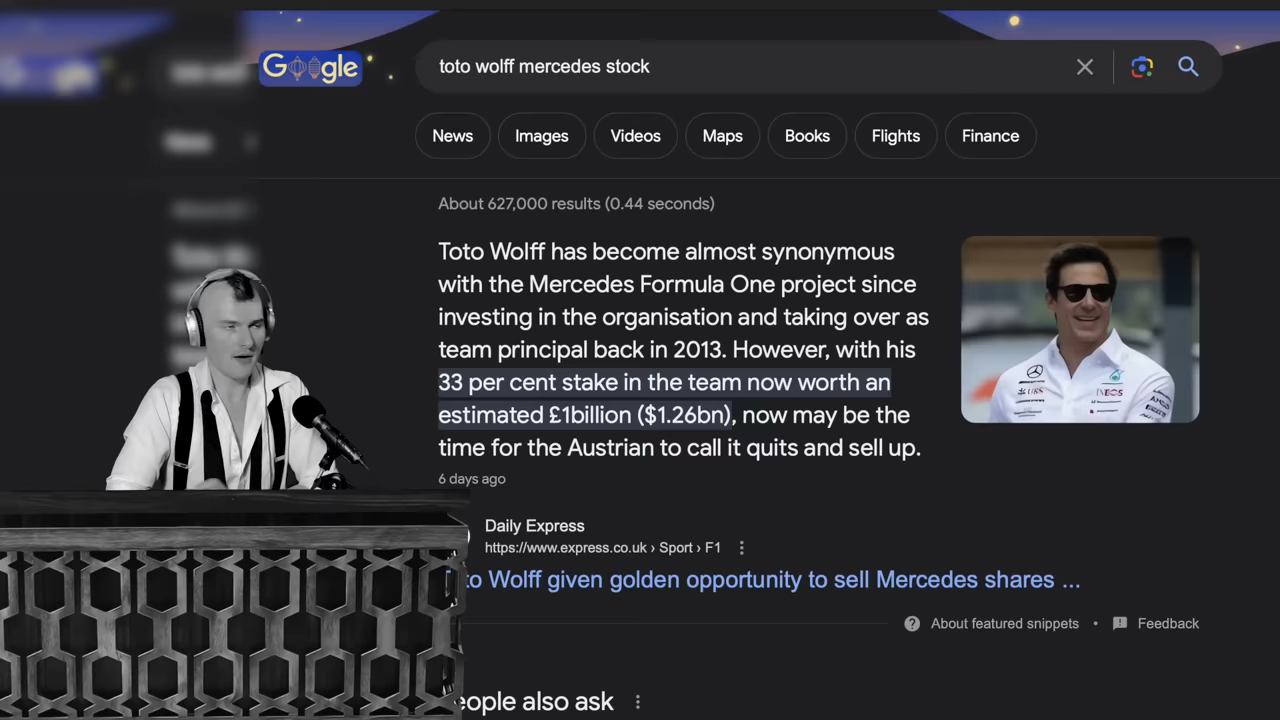 Google
toto wolff mercedes stock
News
Images
Videos
Maps
Books
Flights
Finance
About 627,000 results (0.44 seconds)
Toto Wolff has become almost synonymous
with the Mercedes Formula One project since
investing in the organisation and taking over as
team principal back in 2013. However, with his
33 per cent stake in the team now worth an
estimated £1billion ($1.26bn), now may be the
time for the Austrian to call it quits and sell up.
6 days ago
Daily Express
https://www.express.co.uk › Sport › F1
to Wolff given golden opportunity to sell Mercedes shares ...
About featured snippets • Feedback
eople also ask
UBS
INEOS
AMG